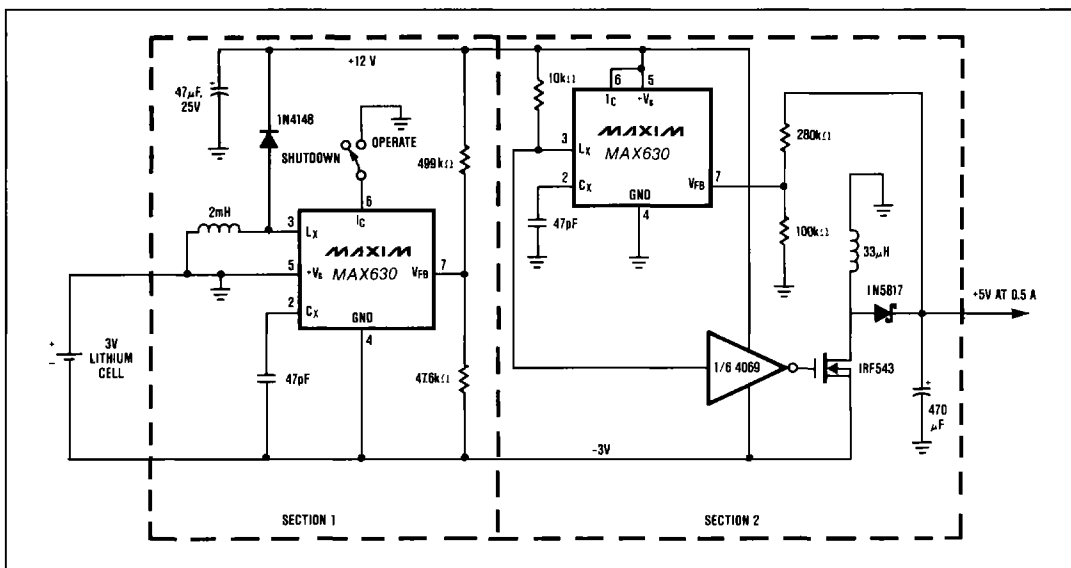 +12 V
47µF,
25V
1N4148
OPERATE
SHUTDOWN
499kΩ
2mH
6
IC
3
LX
MAXIM
MAX630
5
+VS
VFB
7
2
CX
GND
4
3V
LITHIUM
CELL
+
–
47pF
47.6kΩ
SECTION 1
10kΩ
6
5
IC
+VS
MAXIM
MAX630
3
LX
2
CX
VFB
7
GND
4
47pF
280kΩ
100kΩ
33µH
1N5817
+5V AT 0.5 A
1/6 4069
IRF543
+
470
µF
–3V
SECTION 2